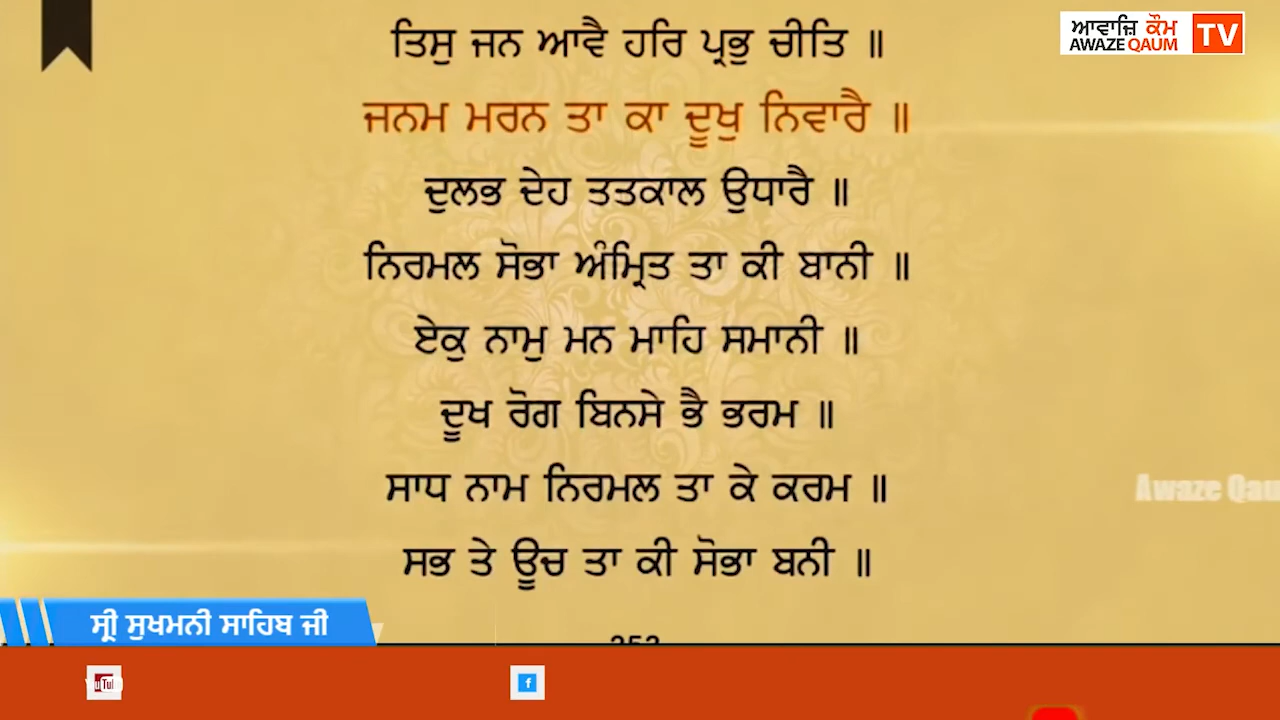 ਆਵਾਜ਼ਿ ਕੌਮ
AWAZE QAUM
TV
ਤਿਸੁ ਜਨ ਆਵੈ ਹਰਿ ਪ੍ਰਭੁ ਚੀਤਿ ॥
ਜਨਮ ਮਰਨ ਤਾ ਕਾ ਦੂਖੁ ਨਿਵਾਰੈ ॥
ਦੁਲਭ ਦੇਹ ਤਤਕਾਲ ਉਧਾਰੈ ॥
ਨਿਰਮਲ ਸੋਭਾ ਅੰਮ੍ਰਿਤ ਤਾ ਕੀ ਬਾਨੀ ॥
ਏਕੁ ਨਾਮੁ ਮਨ ਮਾਹਿ ਸਮਾਨੀ ॥
ਦੂਖ ਰੋਗ ਬਿਨਸੇ ਭੈ ਭਰਮ ॥
ਸਾਧ ਨਾਮ ਨਿਰਮਲ ਤਾ ਕੇ ਕਰਮ ॥
Awaze Qau
ਸਭ ਤੇ ਊਚ ਤਾ ਕੀ ਸੋਭਾ ਬਨੀ ॥
ਸ੍ਰੀ ਸੁਖਮਨੀ ਸਾਹਿਬ ਜੀ